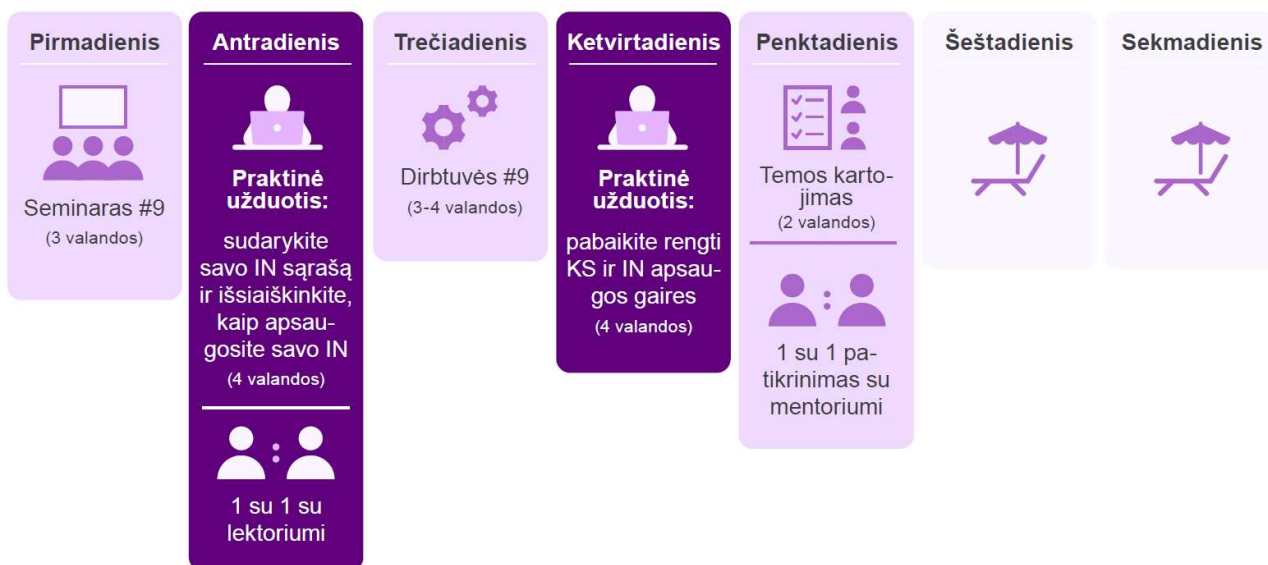 Pirmadienis
Seminaras #9
(3 valandos)
Antradienis
Praktinė
užduotis:
sudarykite
savo IN sąrašą
ir išsiaiškinkite,
kaip apsau-
gosite savo IN
(4 valandos)
1 su 1 su
lektoriumi
Trečiadienis
Dirbtuvės #9
(3-4 valandos)
Ketvirtadienis
Praktinė
užduotis:
pabaikite rengti
KS ir IN apsau-
gos gaires
(4 valandos)
Penktadienis
Temos karto-
jimas
(2 valandos)
1 su 1 pa-
tikrinimas su
mentoriumi
Šeštadienis
Sekmadienis